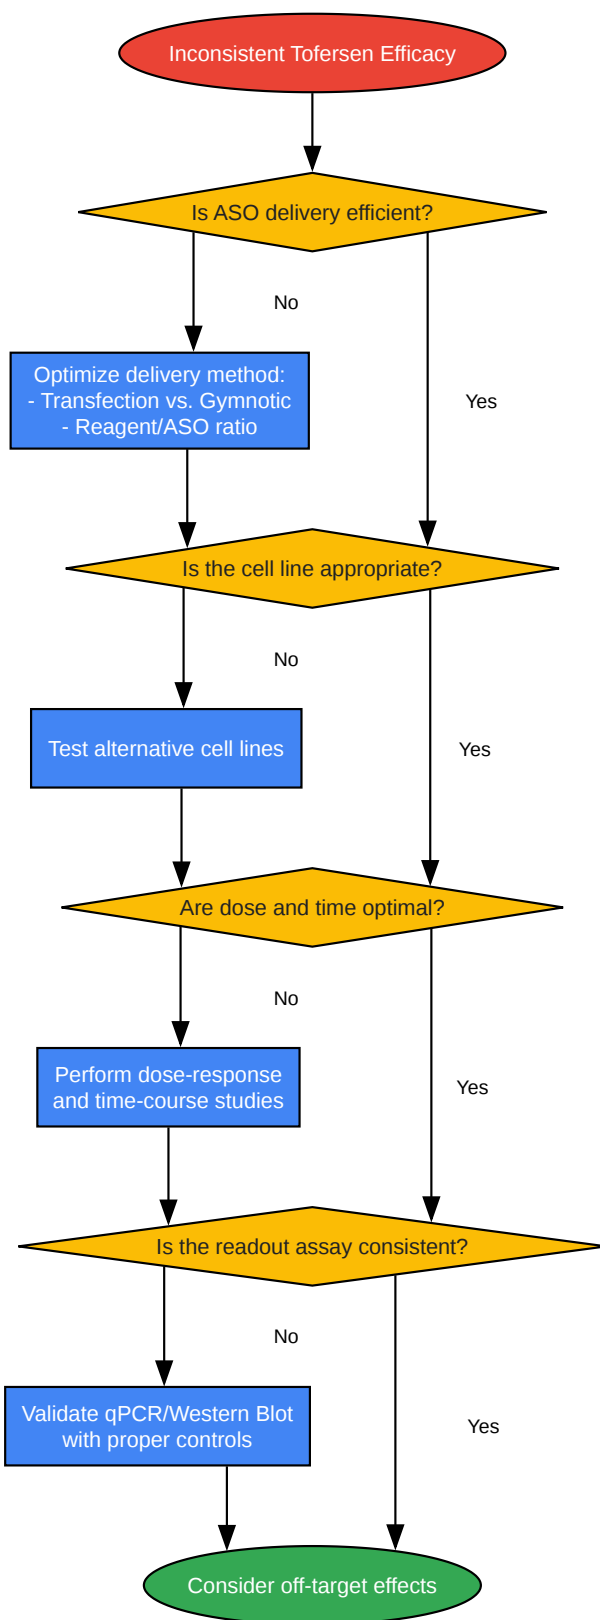 Inconsistent Tofersen Efficacy
Is ASO delivery efficient?
No
Optimize delivery method:
- Transfection vs. Gymnotic
- Reagent/ASO ratio
Yes
Is the cell line appropriate?
No
Test alternative cell lines
Yes
Are dose and time optimal?
No
Perform dose-response
and time-course studies
Yes
Is the readout assay consistent?
No
Validate qPCR/Western Blot
with proper controls
Yes
Consider off-target effects